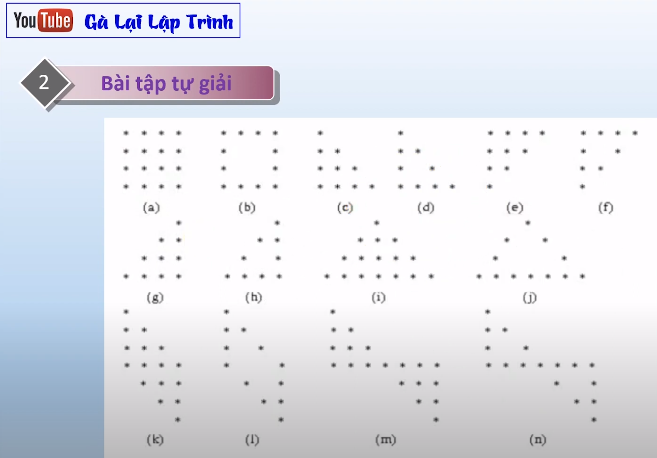 YouTube Gà Lại Lập Trình
2 Bài tập tự giải
(a) (b) (c) (d) (e) (f)
(g) (h) (i) (j)
(k) (l) (m) (n)